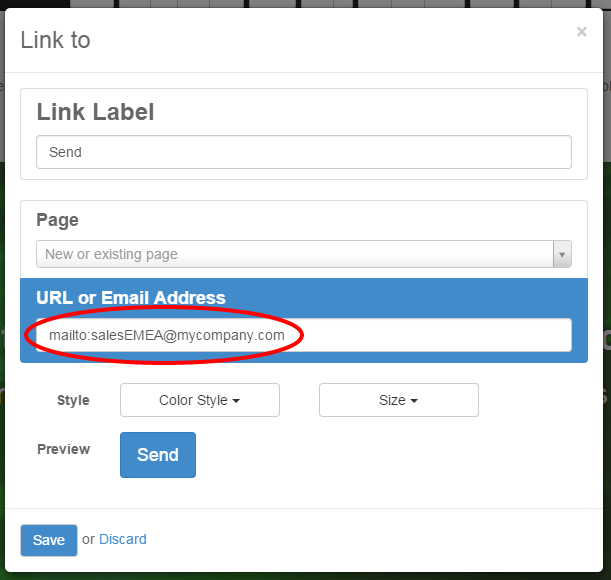 Link to
×
Link Label
Send
Page
New or existing page
URL or Email Address
mailto:salesEMEA@mycompany.com
Style
Color Style
Size
Preview
Send
Save or Discard